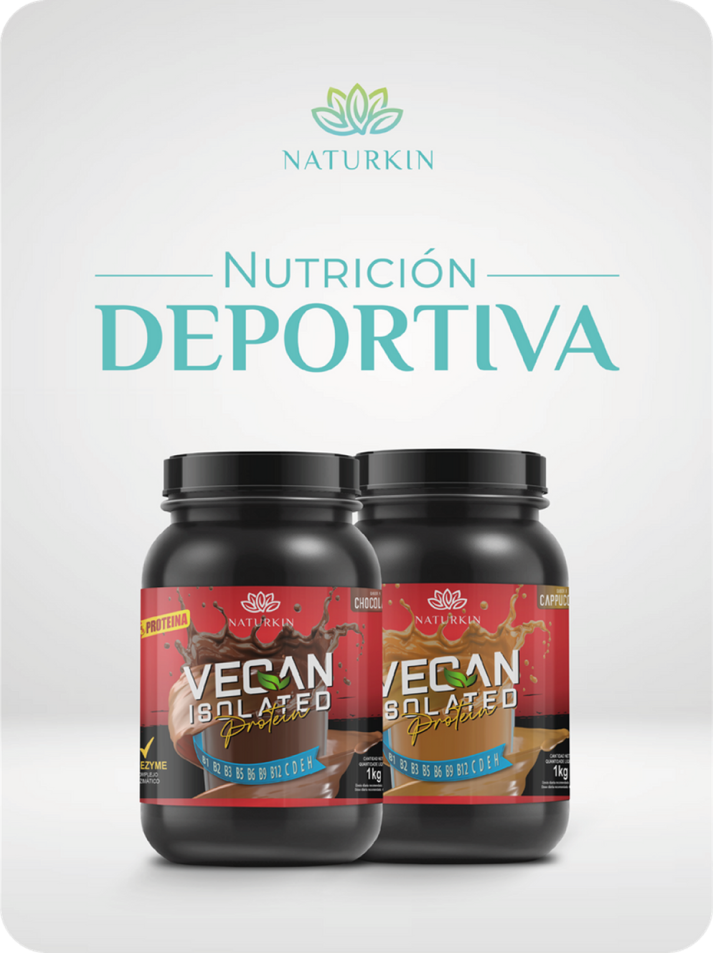 NATURKIN
NUTRICIÓN
DEPORTIVA
PROTEINA
NATURKIN
VEGAN
ISOLATED
Protein
B1 B2 B3 B5 B6 B9 B12 C D E H
1kg
NATURKIN
VEGAN
ISOLATED
Protein
B1 B2 B3 B5 B6 B9 B12 C D E H
1kg